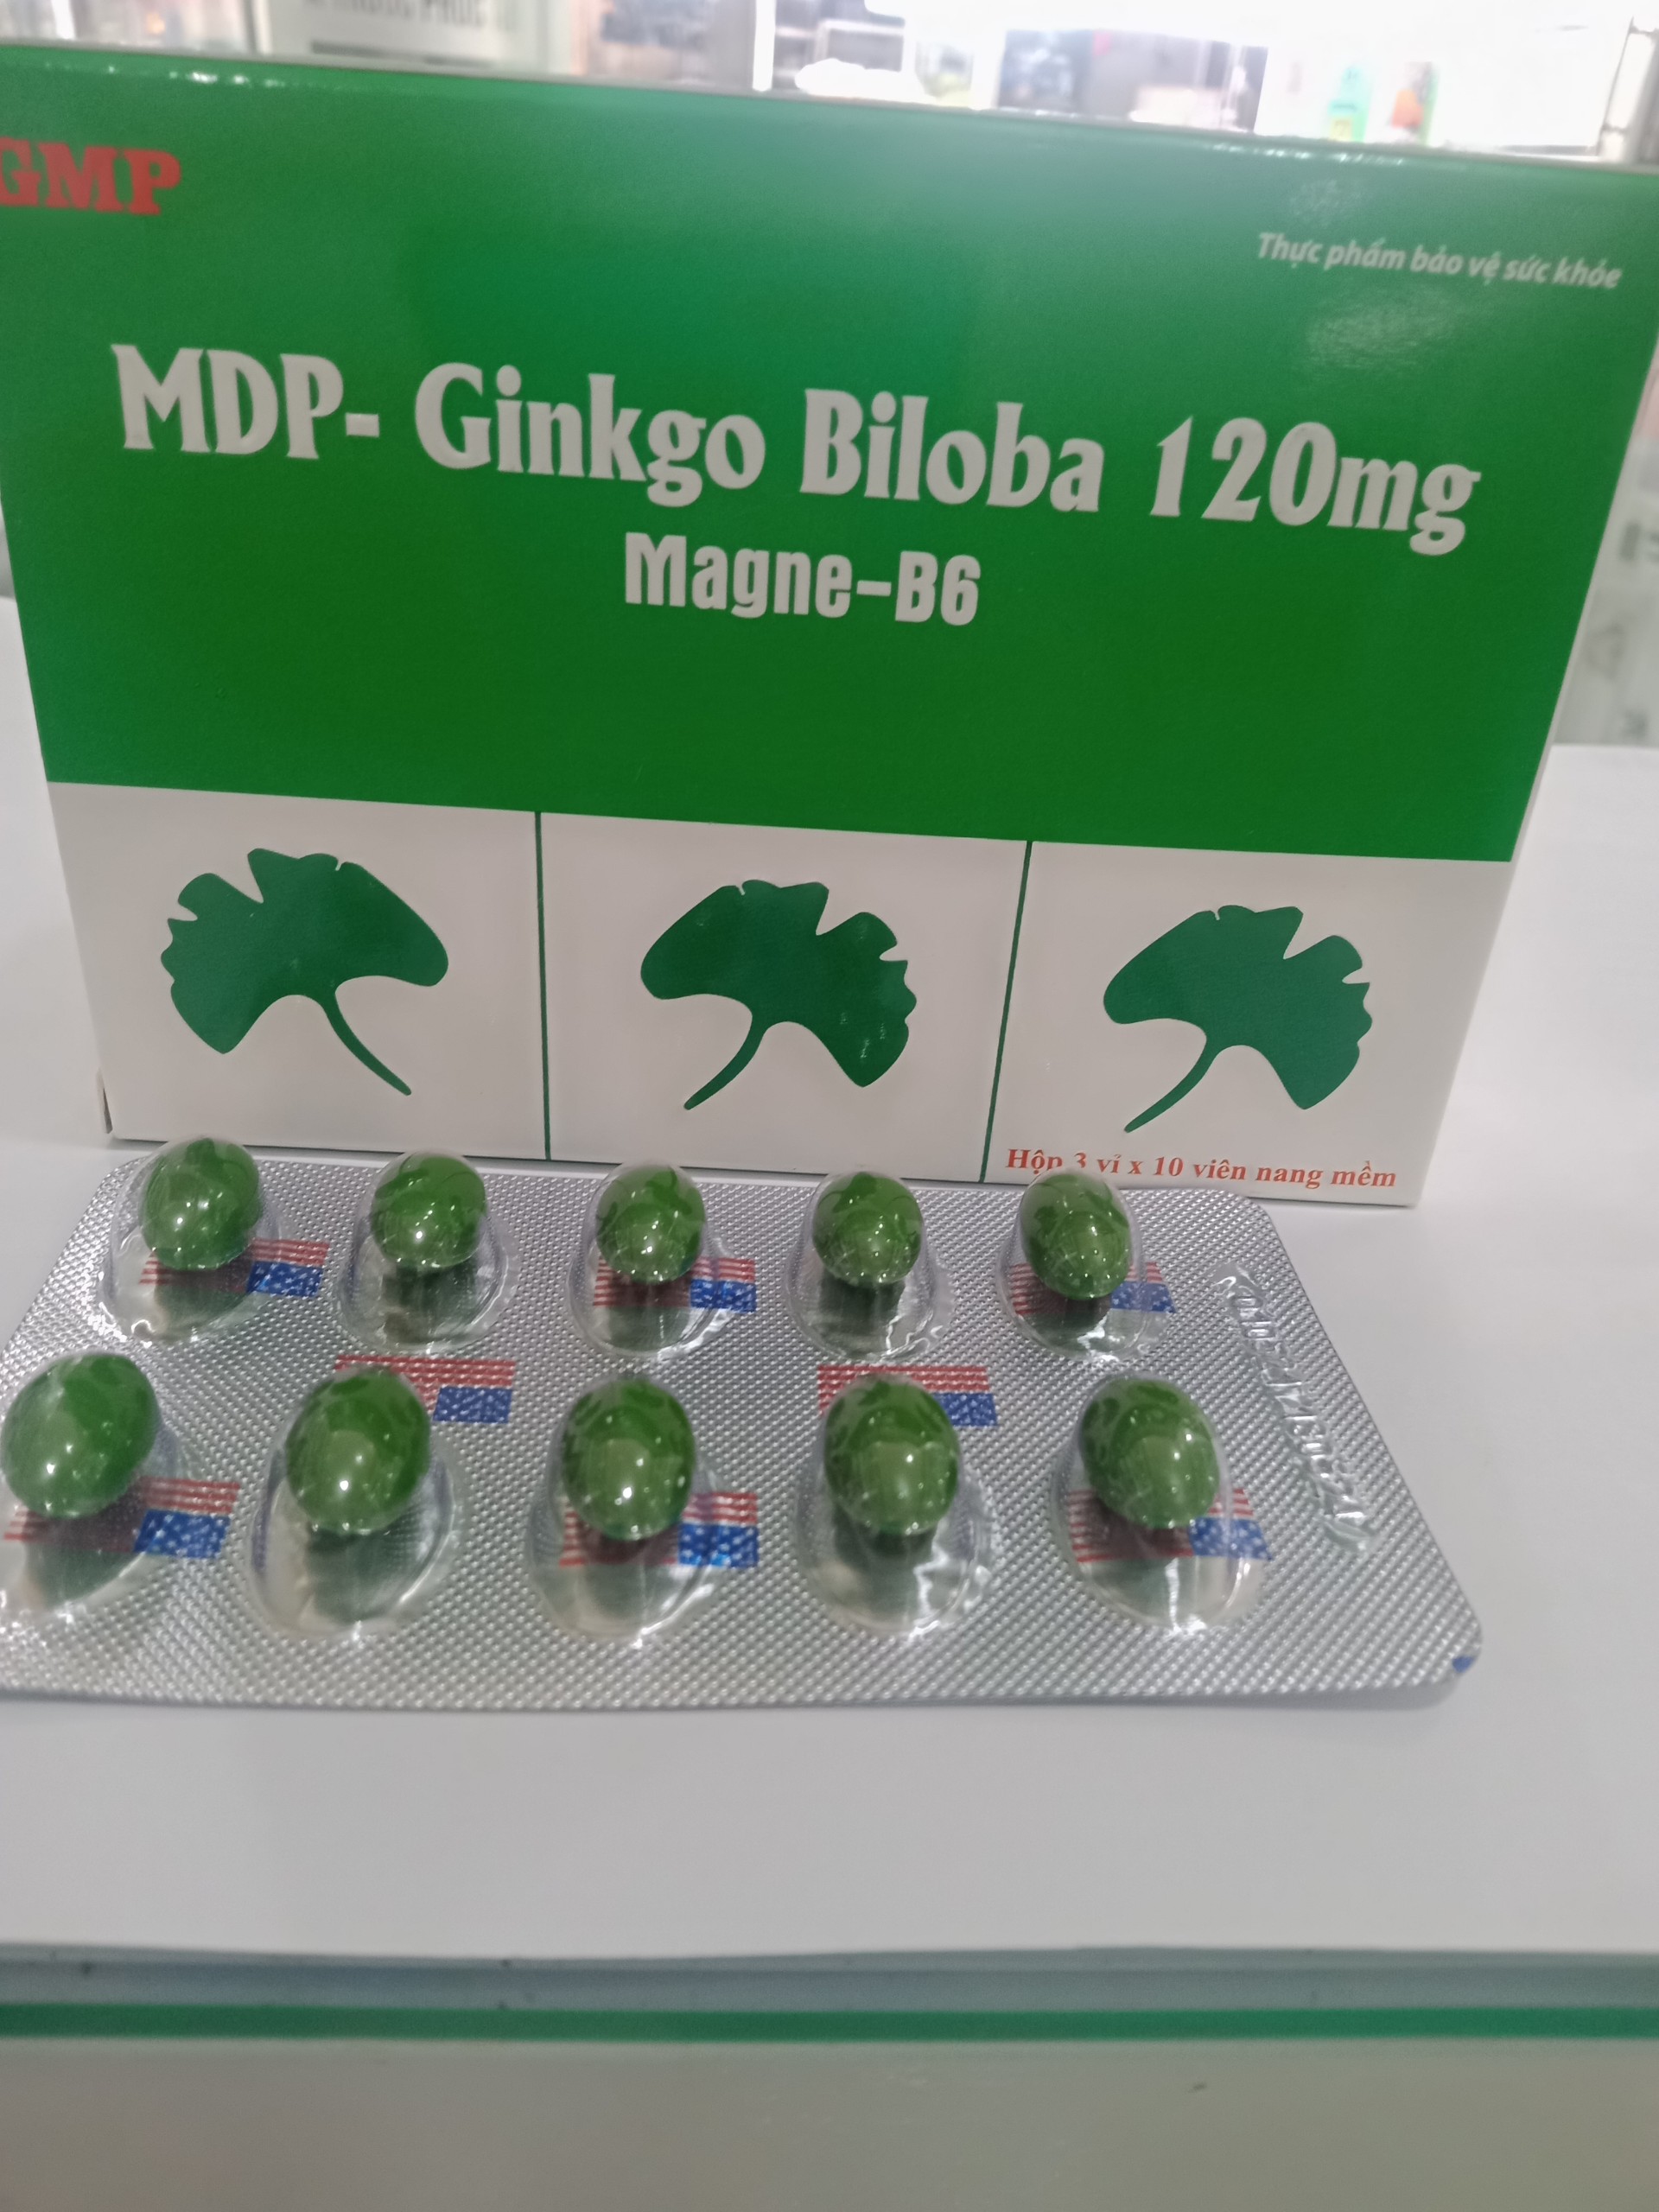 GMP
Thực phẩm bảo vệ sức khỏe
MDP- Ginkgo Biloba 120mg
Magne-B6
Hộp 3 vỉ x 10 viên nang mềm